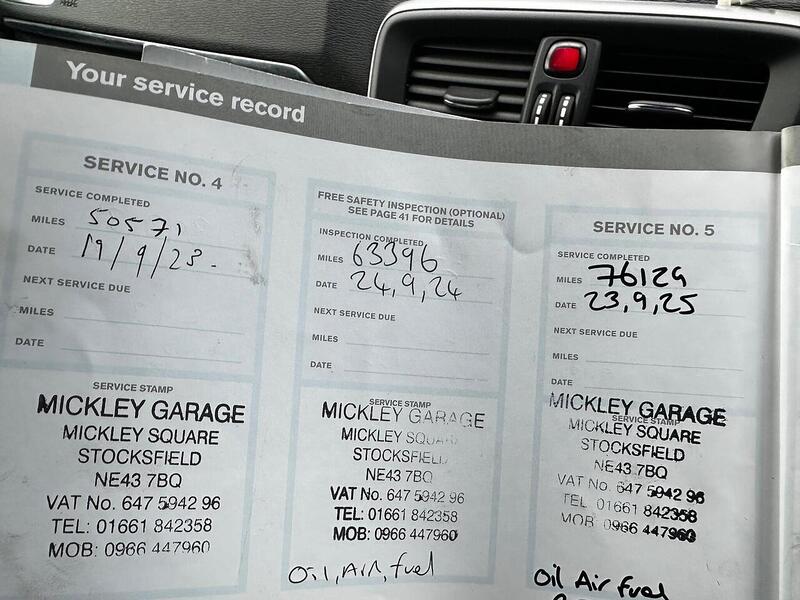 Your service record
SERVICE NO. 4
SERVICE COMPLETED
MILES 50571
DATE 19/9/23.
NEXT SERVICE DUE
MILES
DATE
SERVICE STAMP
MICKLEY GARAGE
MICKLEY SQUARE
STOCKSFIELD
NE43 7BQ
VAT No. 647 5942 96
TEL: 01661 842358
MOB: 0966 447960
FREE SAFETY INSPECTION (OPTIONAL)
SEE PAGE 41 FOR DETAILS
INSPECTION COMPLETED
MILES 63396
DATE 24,9,24
NEXT SERVICE DUE
MILES
DATE
SERVICE STAMP
MICKLEY GARAGE
MICKLEY SQUARE
STOCKSFIELD
NE43 7BQ
VAT No. 647 5942 96
TEL: 01661 842358
MOB: 0966 447960
Oil, Air, fuel
SERVICE NO. 5
SERVICE COMPLETED
MILES 76129
DATE 23,9,25
NEXT SERVICE DUE
MILES
DATE
MICKLEY GARAGE
SERVICE STAMP
MICKLEY SQUARE
STOCKSFIELD
NE43 7BQ
VAT No. 647 5942 96
TEL 01661 842358
MOB 0966 447960
Oil Air fuel